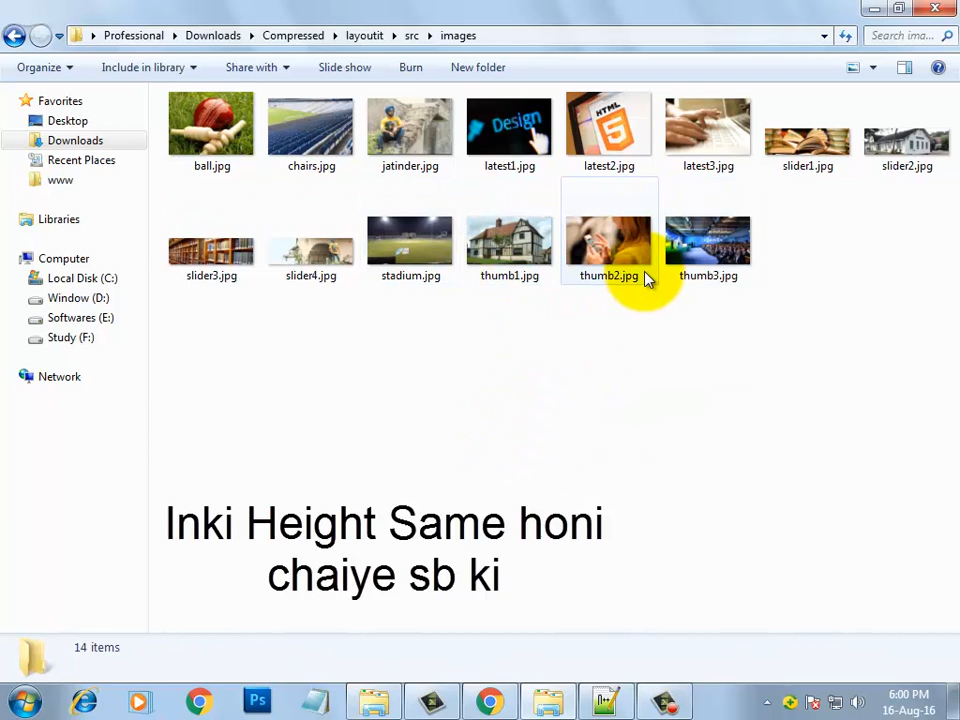 Professional Downloads Compressed layoutit src images
Search ima...
Organize Include in library Share with Slide show Burn New folder
Favorites
Desktop
Downloads
Recent Places
www
Libraries
Computer
Local Disk (C:)
Window (D:)
Softwares (E:)
Study (F:)
Network
Design
HTML
5
ball.jpg chairs.jpg jatinder.jpg latest1.jpg latest2.jpg latest3.jpg slider1.jpg slider2.jpg
slider3.jpg slider4.jpg stadium.jpg thumb1.jpg thumb2.jpg thumb3.jpg
Inki Height Same honi
chaiye sb ki
14 items
Ps
6:00 PM
16-Aug-16